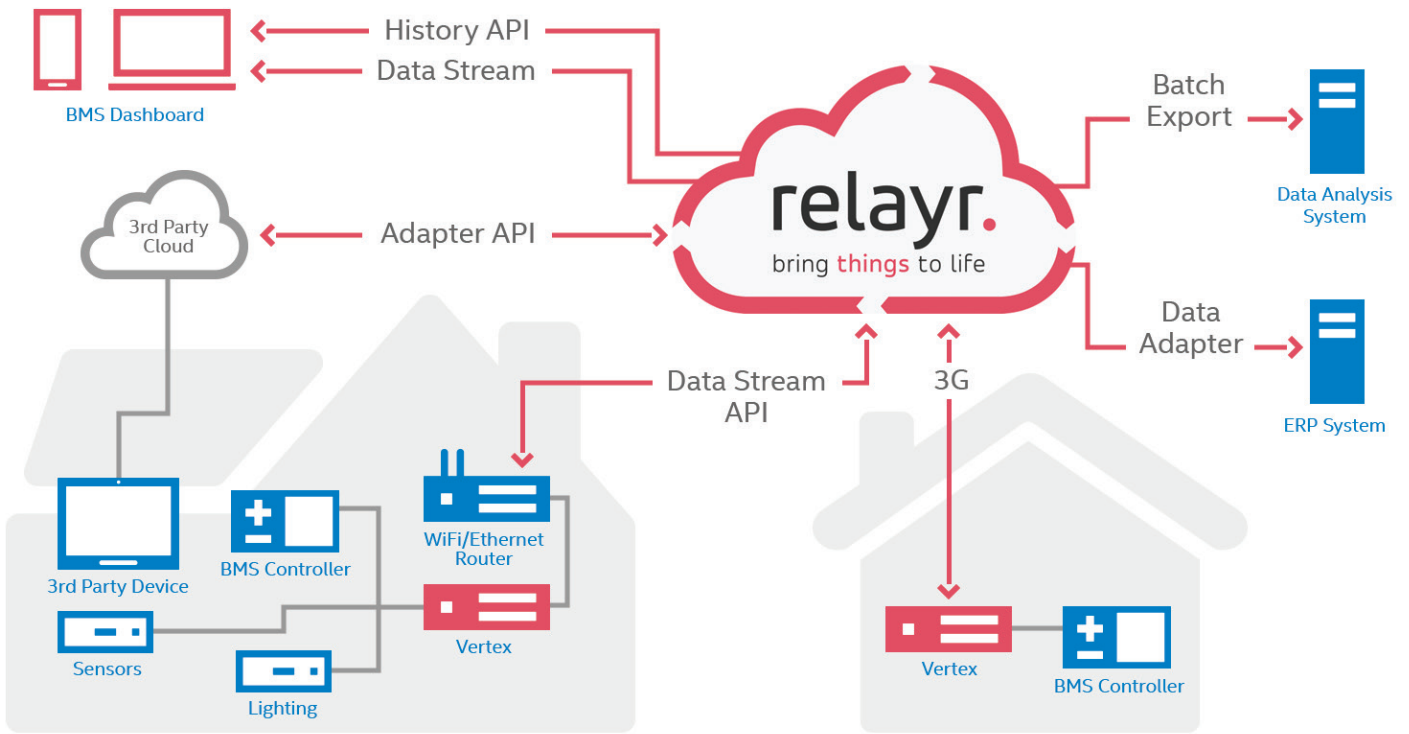 History API
Data Stream
BMS Dashboard
Batch
Export
Data Analysis
System
3rd Party
Cloud
Adapter API
relayr.
bring things to life
Data
Adapter
ERP System
Data Stream
API
3G
WiFi/Ethernet
Router
BMS Controller
3rd Party Device
Sensors
Lighting
Vertex
Vertex
BMS Controller